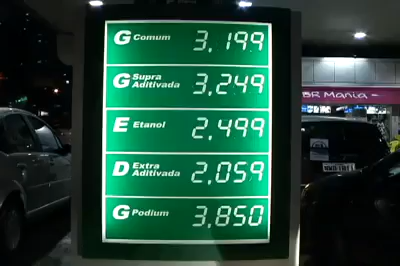 G Comum 3,199
G Supra Aditivada 3,249
E Etanol 2,499
D Extra Aditivada 2,059
G Podium 3,850
BR Mania